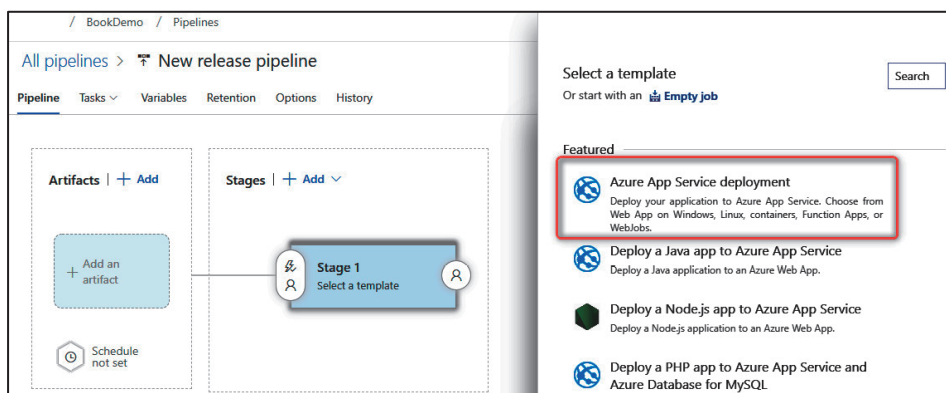 / BookDemo / Pipelines
All pipelines > New release pipeline
Pipeline Tasks Variables Retention Options History
Artifacts | + Add
Stages | + Add
+ Add an
artifact
Stage 1
Select a template
Schedule
not set
Select a template
Search
Or start with an Empty job
Featured
Azure App Service deployment
Deploy your application to Azure App Service. Choose from
Web App on Windows, Linux, containers, Function Apps, or
WebJobs.
Deploy a Java app to Azure App Service
Deploy a Java application to an Azure Web App.
Deploy a Node.js app to Azure App Service
Deploy a Node.js application to an Azure Web App.
Deploy a PHP app to Azure App Service and
Azure Database for MySQL